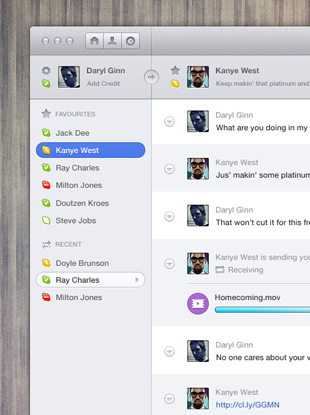 Daryl Ginn
Add Credit
Kanye West
Keep makin' that platinum and
FAVOURITES
Jack Dee
Kanye West
Ray Charles
Milton Jones
Doutzen Kroes
Steve Jobs
RECENT
Doyle Brunson
Ray Charles
Milton Jones
Daryl Ginn
What are you doing in my
Kanye West
Jus' makin' some platinum
Daryl Ginn
That won't cut it for this fr
Kanye West is sending you
Receiving
Homecoming.mov
Daryl Ginn
No one cares about your v
Kanye West
http://cl.ly/GGMN